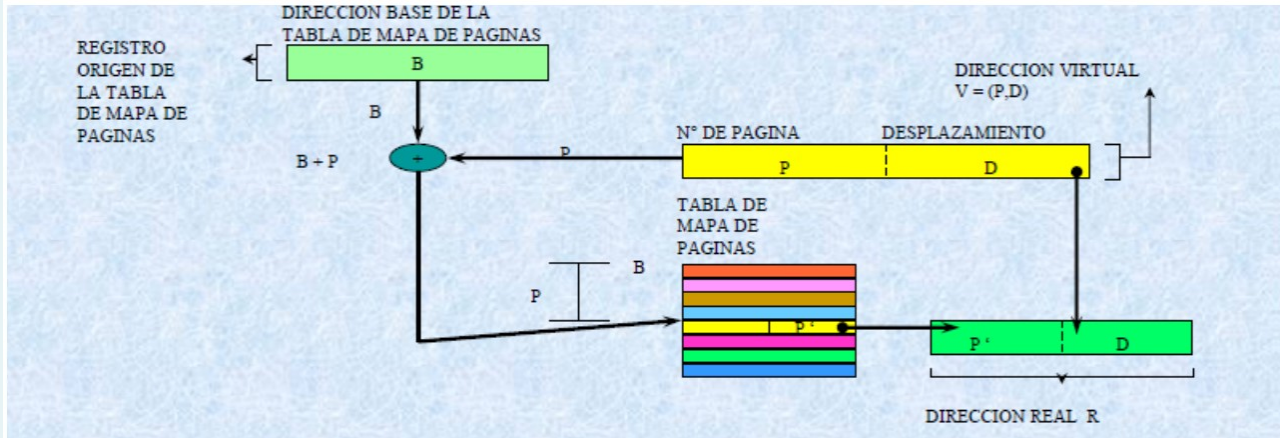 DIRECCION BASE DE LA
TABLA DE MAPA DE PAGINAS
REGISTRO
ORIGEN DE
LA TABLA
DE MAPA DE
PAGINAS
B
DIRECCION VIRTUAL
V = (P,D)
B
N° DE PAGINA
DESPLAZAMIENTO
B + P
+
P
P
D
TABLA DE
MAPA DE
PAGINAS
B
P
P ‘
P ‘
D
DIRECCION REAL  R